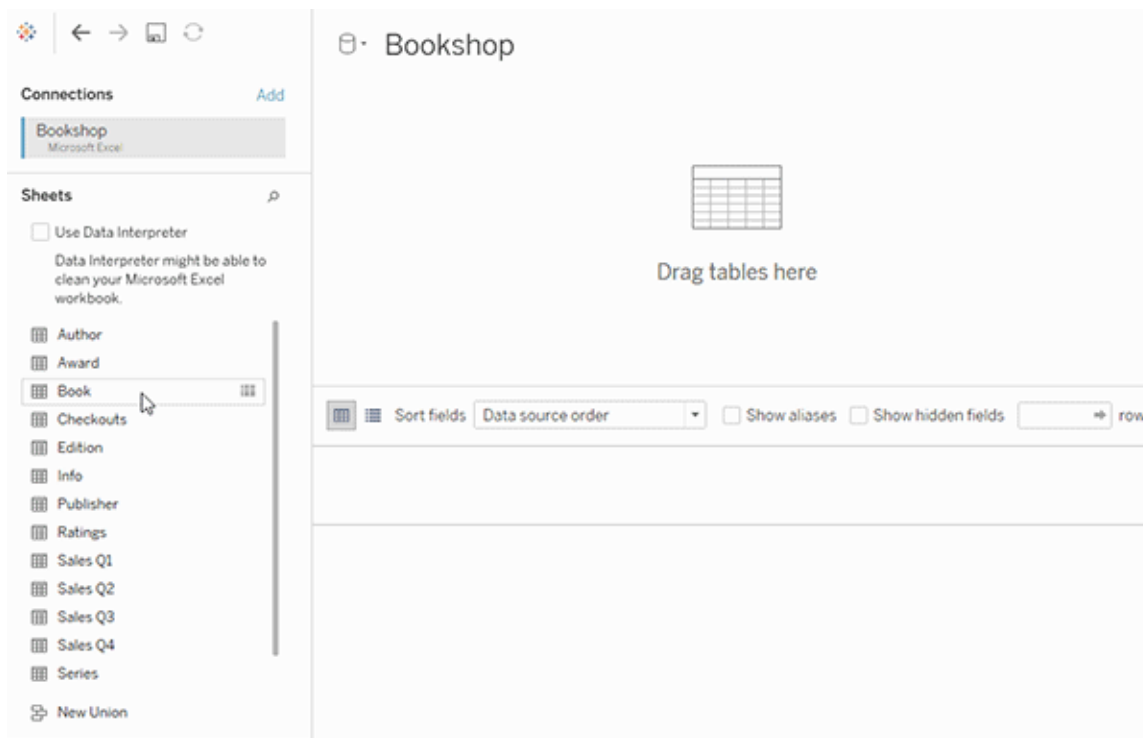 Connections
Add
Bookshop
Microsoft Excel
Sheets
Use Data Interpreter
Data Interpreter might be able to
clean your Microsoft Excel
workbook.
Author
Award
Book
Checkouts
Edition
Info
Publisher
Ratings
Sales Q1
Sales Q2
Sales Q3
Sales Q4
Series
New Union
Bookshop
Drag tables here
Sort fields Data source order Show aliases Show hidden fields row